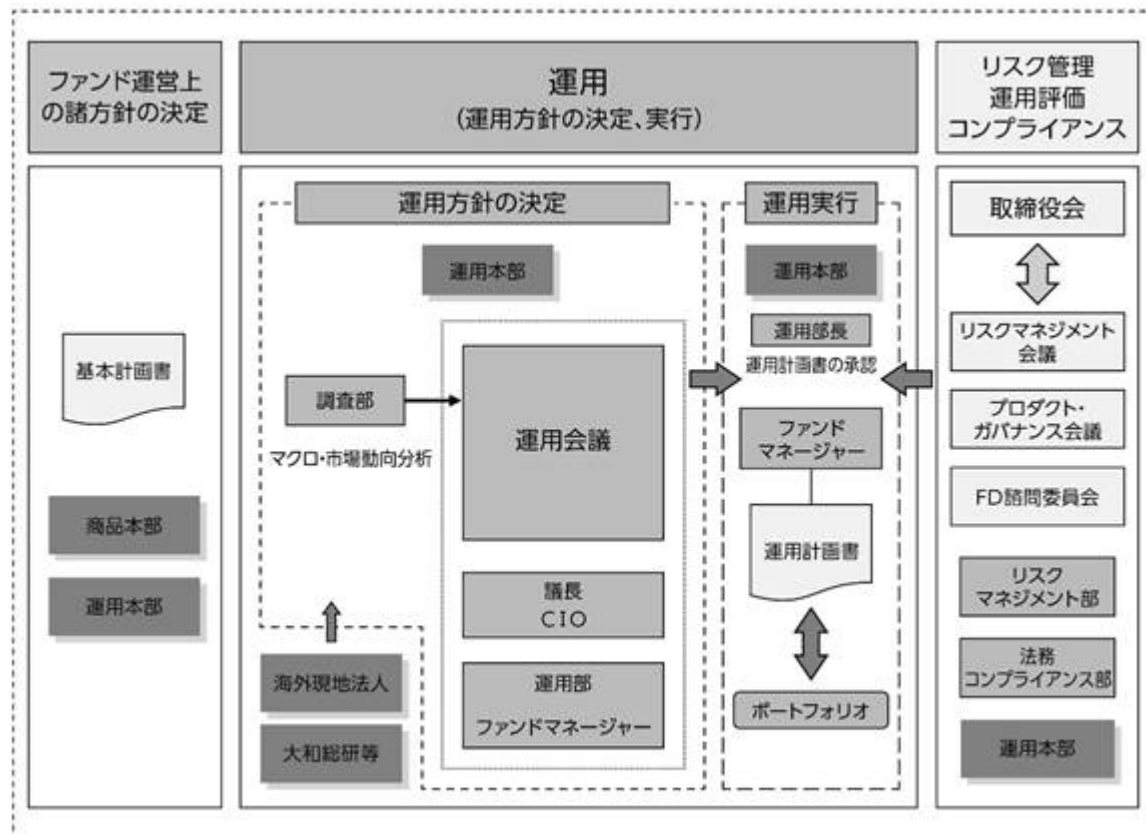 ファンド運営上
の諸方針の決定
運用
(運用方針の決定、実行)
リスク管理
運用評価
コンプライアンス
基本計画書
商品本部
運用本部
運用方針の決定
運用本部
調査部
マクロ・市場動向分析
運用会議
議長
CIO
運用部
ファンドマネージャー
海外現地法人
大和総研等
運用実行
運用本部
運用部長
運用計画書の承認
ファンド
マネージャー
運用計画書
ポートフォリオ
取締役会
リスクマネジメント
会議
プロダクト・
ガバナンス会議
FD諮問委員会
リスク
マネジメント部
法務
コンプライアンス部
運用本部